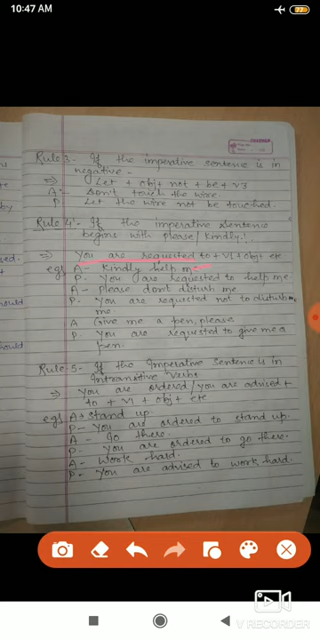 10:47 AM
77
Rule 3- If the imperative sentence is in
negative -
⇒ Let + obj + not + be + V3
A:- Don't touch the wire.
P. Let the wire not be touched.
Rule 4:- If the imperative sentence
begins with please/kindly:
⇒ You are requested to + V1 + obj + etc
egs A- Kindly help me
P- You are requested to help me.
A- Please don't disturb me
P- You are requested not to disturb
me.
A Give me a pen, please
P- You are requested to give me a
pen.
Rule 5- If the Imperative Sentence is in
Intransitive Verbs
⇒ You are ordered/you are advised +
to + V1 + obj + etc
egs A→ Stand up
P- You are ordered to stand up.
A- Go there
P- You are ordered to go there.
A- Work hard.
P- You are advised to work hard.
V RECORDER